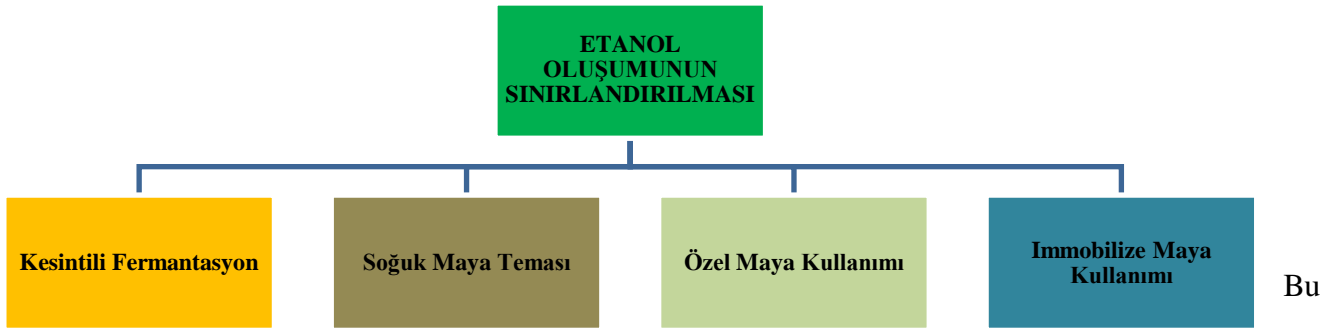 ETANOL
OLUŞUMUNUN
SINIRLANDIRILMASI
Kesintili Fermantasyon
Soğuk Maya Teması
Özel Maya Kullanımı
Immobilize Maya
Kullanımı
Bu